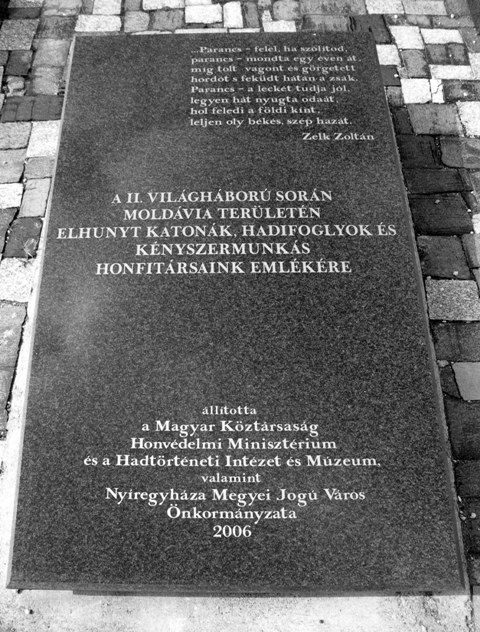 ...Parancs - felel, ha szólítod,
parancs - mondta egy éven át,
míg tolt vagont és görgetett
hordót s feküdt hátán a zsák.
Parancs - a leckét tudja jól,
legyen hát nyugta odaát,
hol feledi a földi kínt,
leljen oly békés, szép hazát.
Zelk Zoltán
A II. VILÁGHÁBORÚ SORÁN
MOLDÁVIA TERÜLETÉN
ELHUNYT KATONÁK, HADIFOGLYOK ÉS
KÉNYSZERMUNKÁS
HONFITÁRSAINK EMLÉKÉRE
állította
a Magyar Köztársaság
Honvédelmi Minisztérium
és a Hadtörténeti Intézet és Múzeum,
valamint
Nyíregyháza Megyei Jogú Város
Önkormányzata
2006